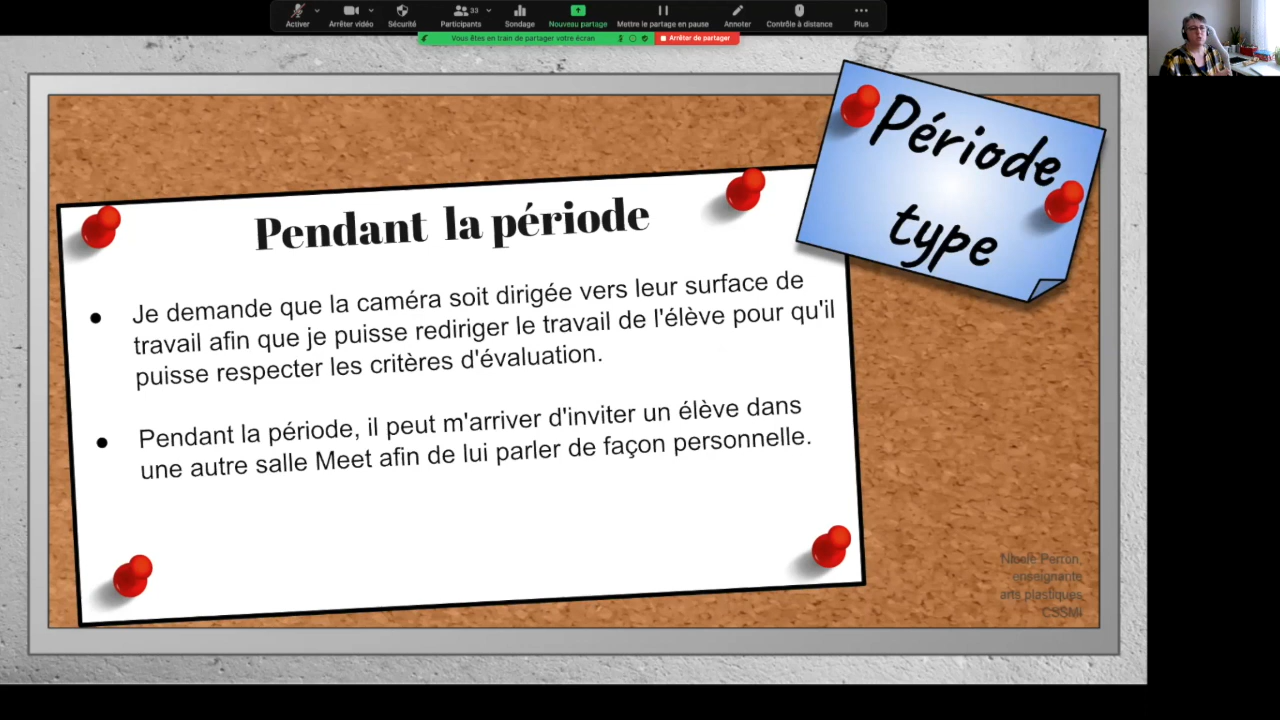 Activer
Arrêter vidéo
Sécurité
Participants
33
Sondage
Nouveau partage
Mettre le partage en pause
Annoter
Contrôle à distance
Plus
Vous êtes en train de partager votre écran
Arrêter de partager
Période
type
Pendant la période
Je demande que la caméra soit dirigée vers leur surface de
travail afin que je puisse rediriger le travail de l'élève pour qu'il
puisse respecter les critères d'évaluation.
Pendant la période, il peut m'arriver d'inviter un élève dans
une autre salle Meet afin de lui parler de façon personnelle.
Nicole Perron,
enseignante
arts plastiques
CSSMI